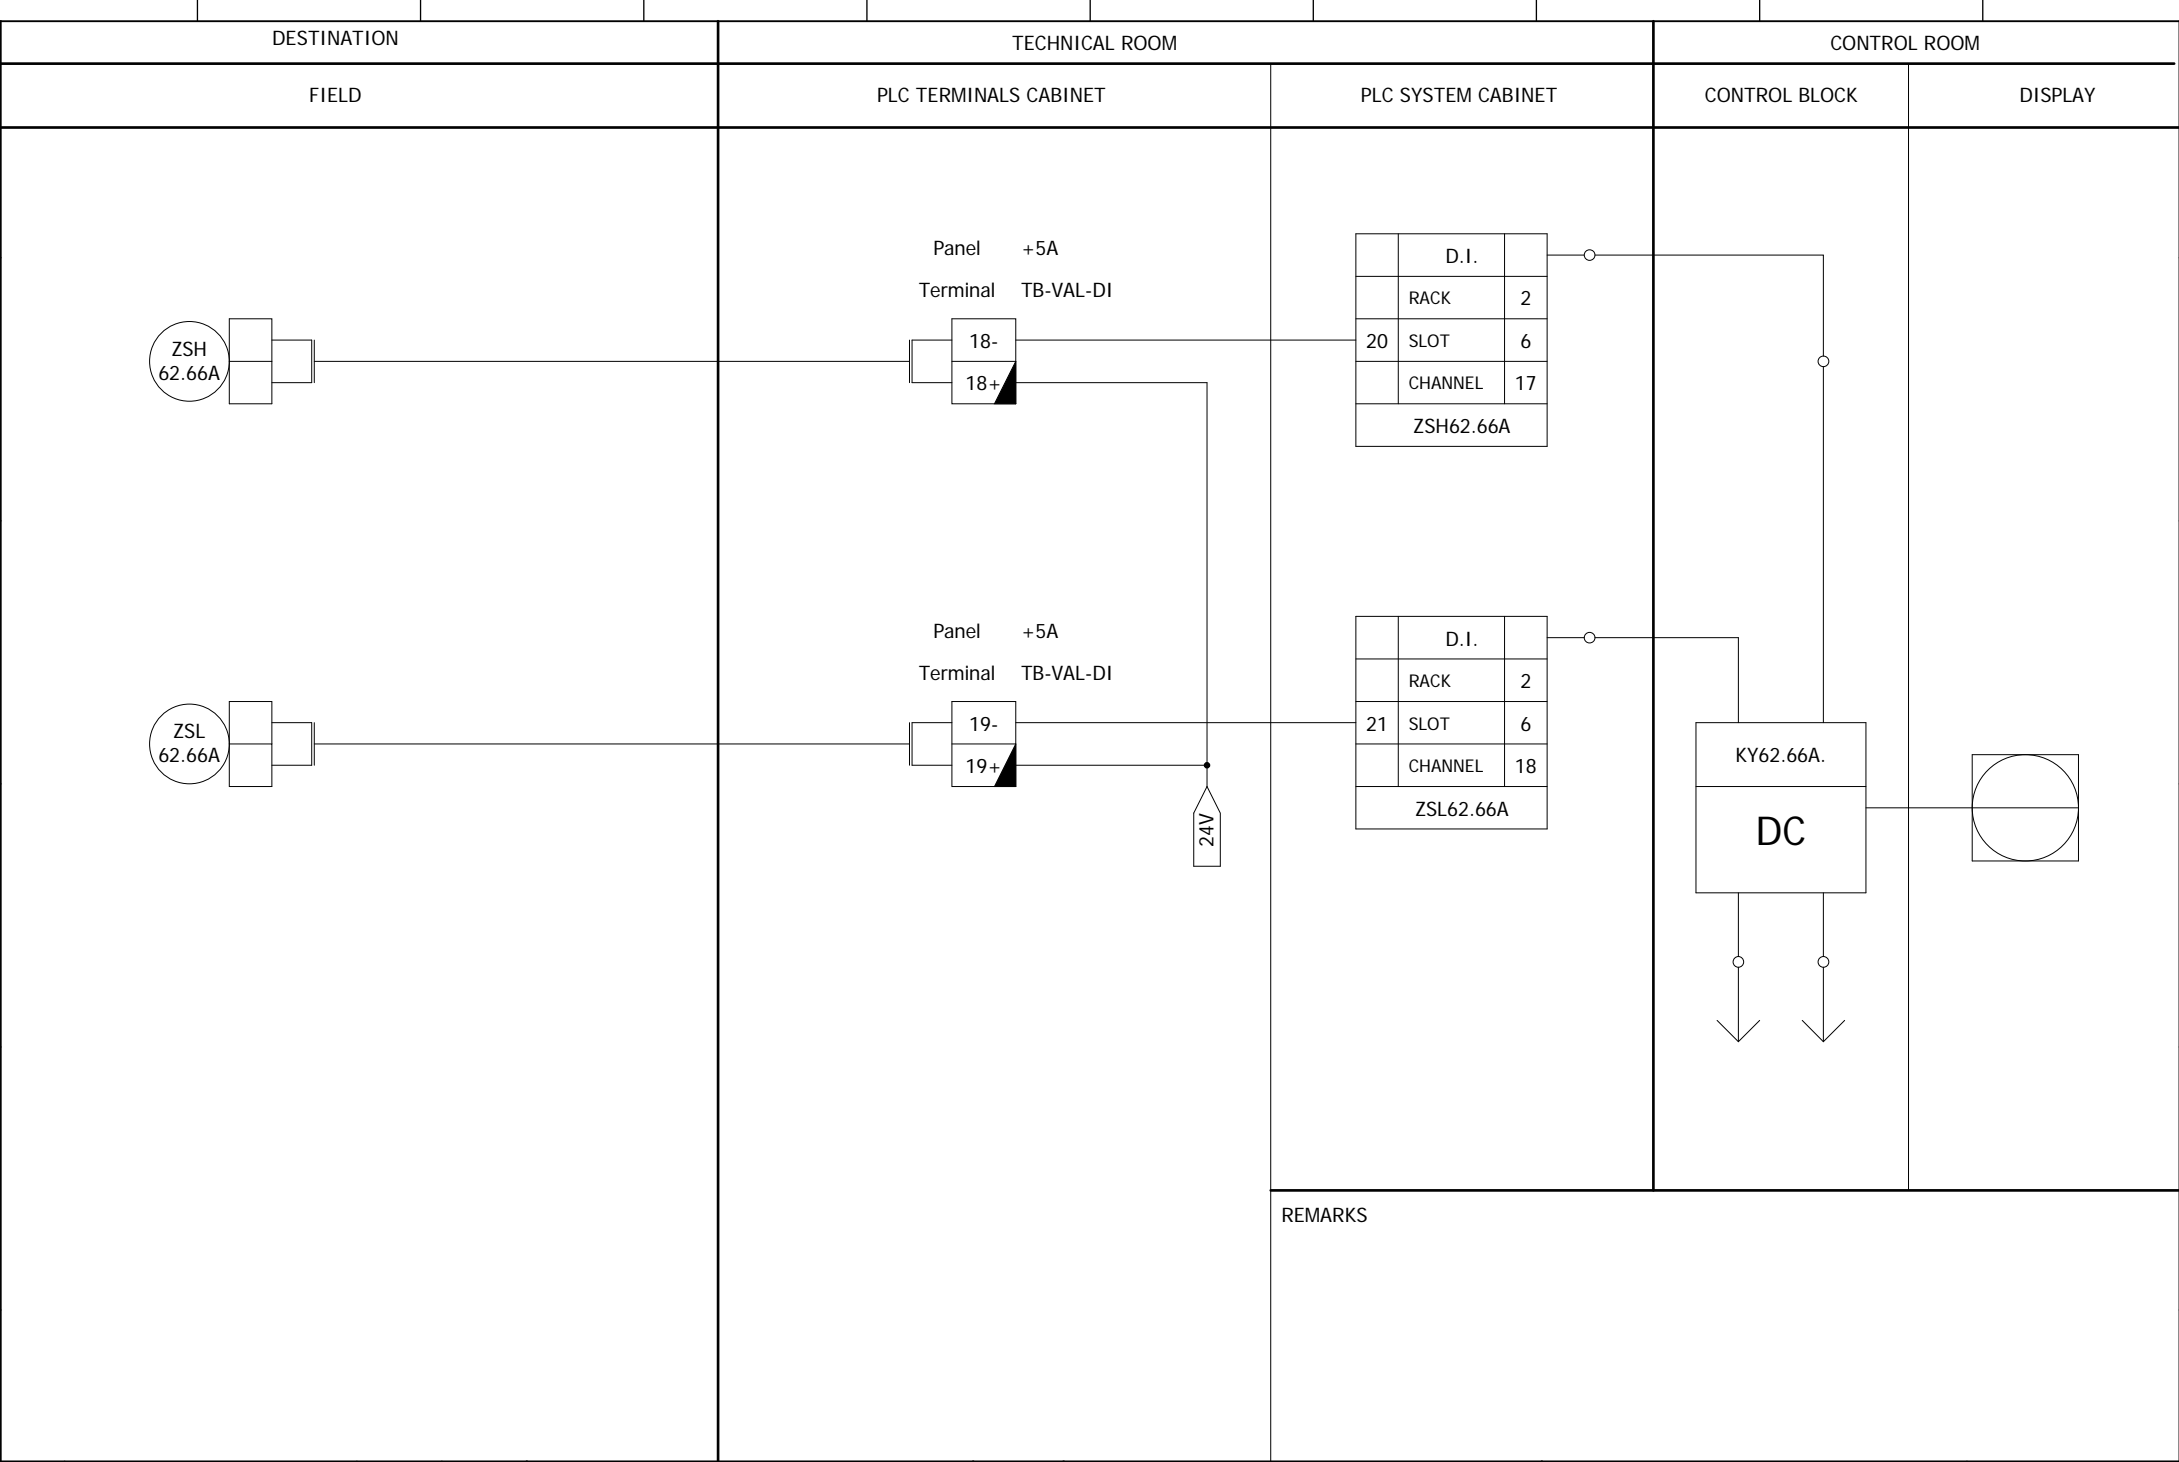 DESTINATION
TECHNICAL ROOM
CONTROL ROOM
FIELD
PLC TERMINALS CABINET
PLC SYSTEM CABINET
CONTROL BLOCK
DISPLAY
Panel +5A
Terminal TB-VAL-DI
ZSH
62.66A
18-
18+
D.I.
RACK 2
20 SLOT 6
CHANNEL 17
ZSH62.66A
Panel +5A
Terminal TB-VAL-DI
ZSL
62.66A
19-
19+
24V
D.I.
RACK 2
21 SLOT 6
CHANNEL 18
ZSL62.66A
KY62.66A.
DC
REMARKS